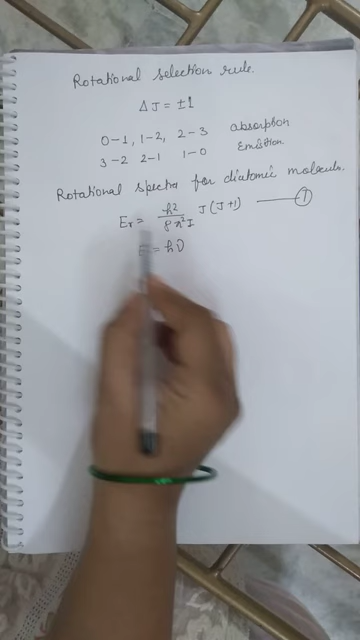 Rotational selection rule.
ΔJ = ±1
0-1, 1-2, 2-3 absorption
3-2 2-1 1-0 Emission
Rotational spectra for diatomic molecule.
Er = h²/8π²I J(J+1) —— ①
E = hν